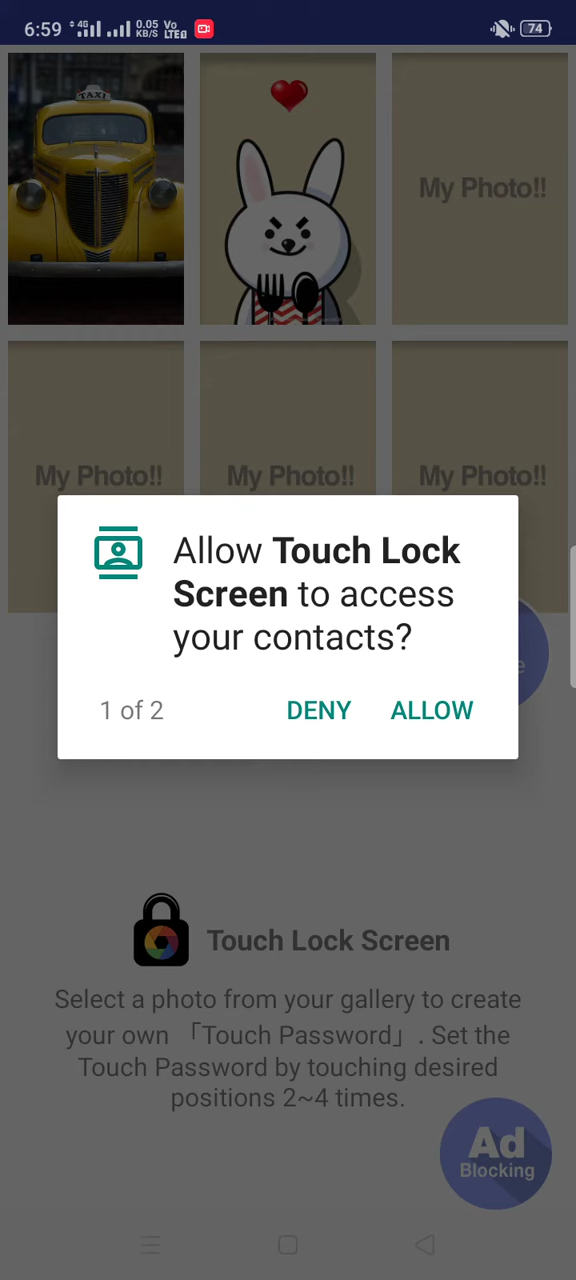 6:59 4G 0.05 KB/S Vo LTE 74
TAXI
My Photo!!
My Photo!! My Photo!! My Photo!!
Allow Touch Lock
Screen to access
your contacts?
e
1 of 2 DENY ALLOW
Touch Lock Screen
Select a photo from your gallery to create
your own 「Touch Password」. Set the
Touch Password by touching desired
positions 2~4 times.
Ad
Blocking